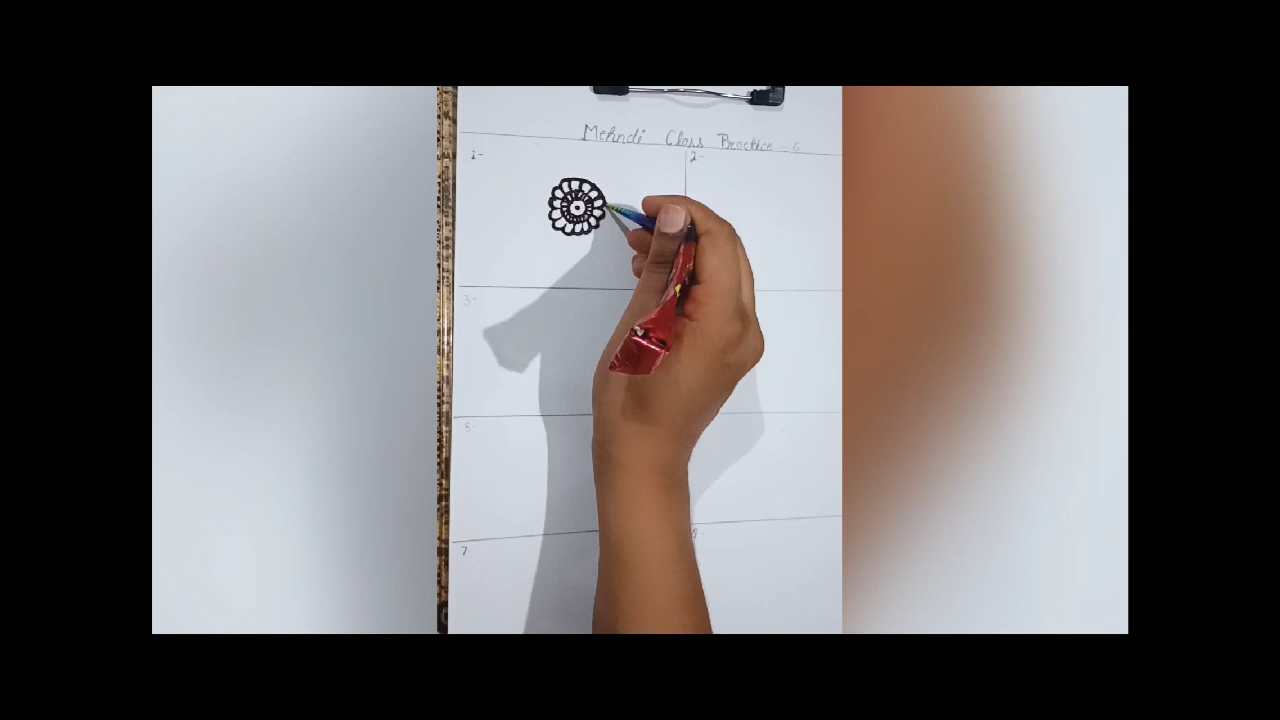 Mehndi Class Practice - 6
1- 2-
3-
5-
7